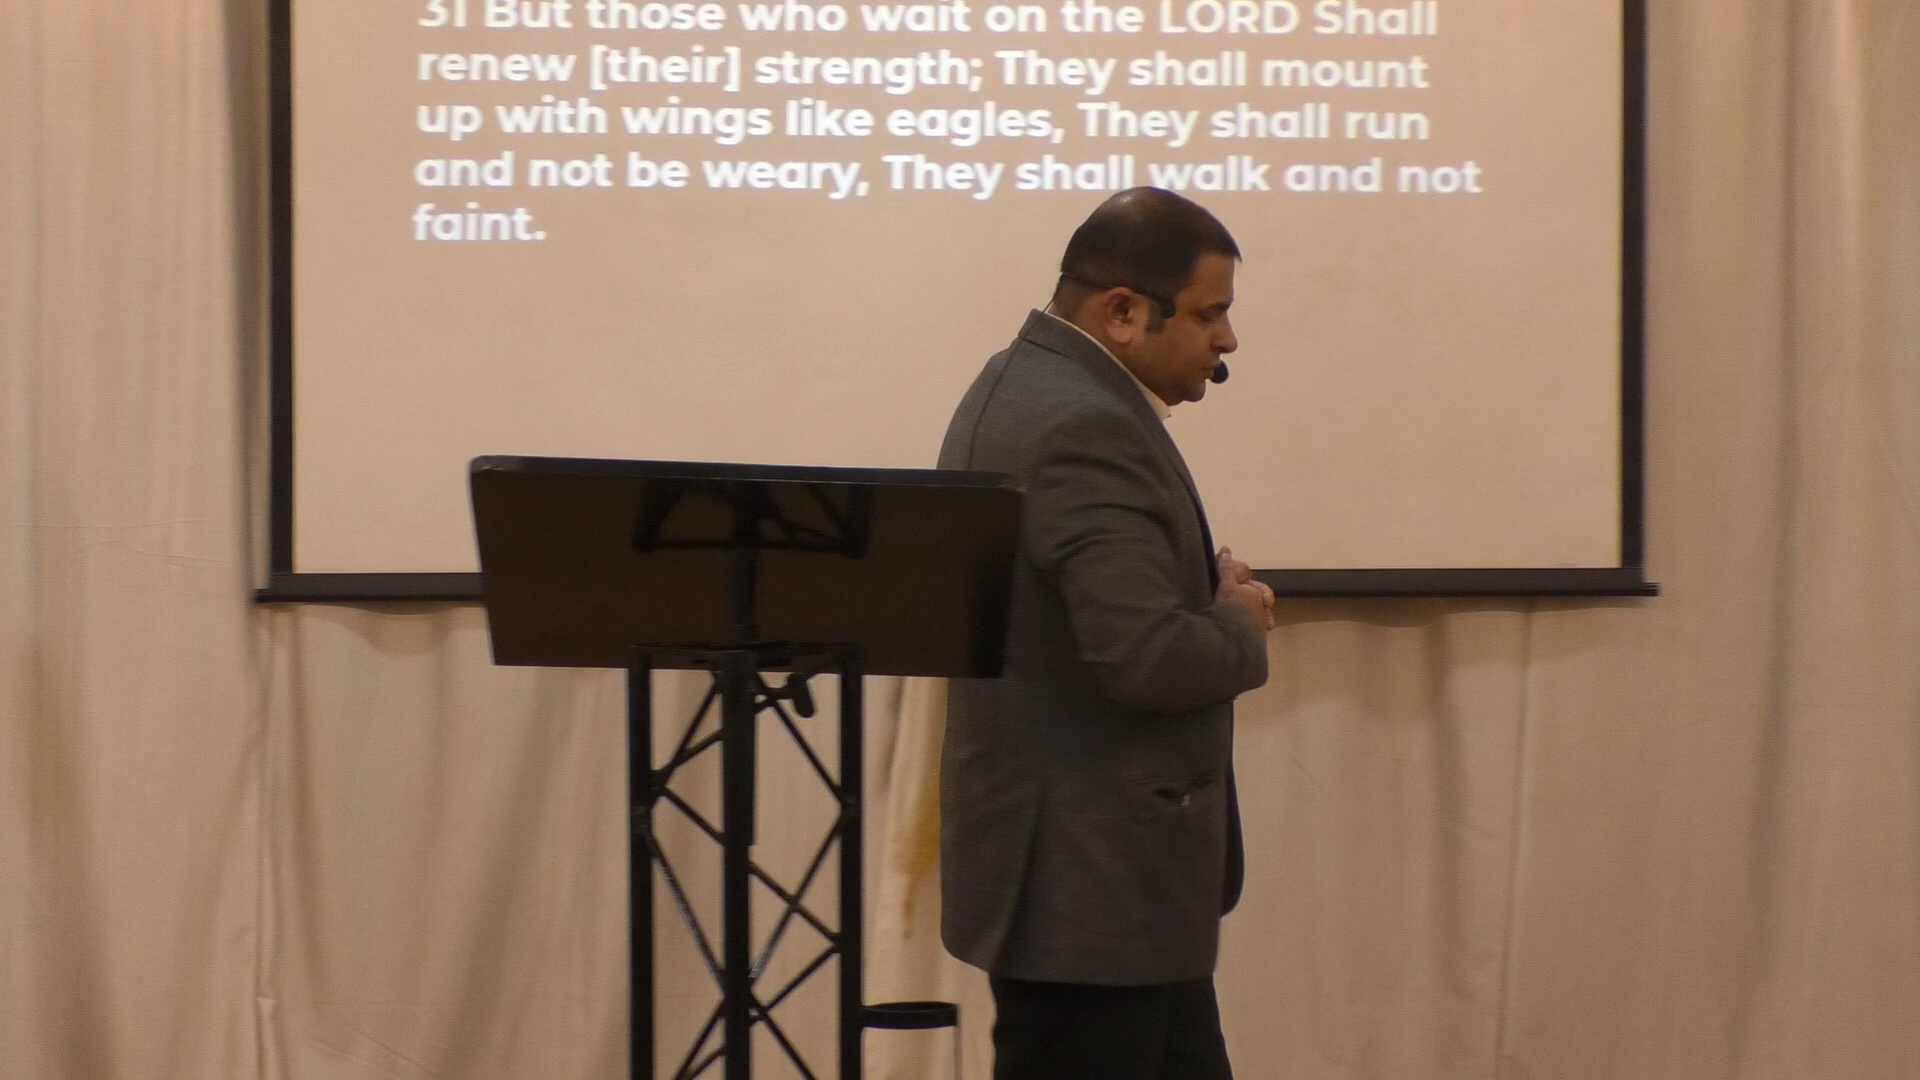 31 But those who wait on the LORD Shall
renew [their] strength; They shall mount
up with wings like eagles, They shall run
and not be weary, They shall walk and not
faint.